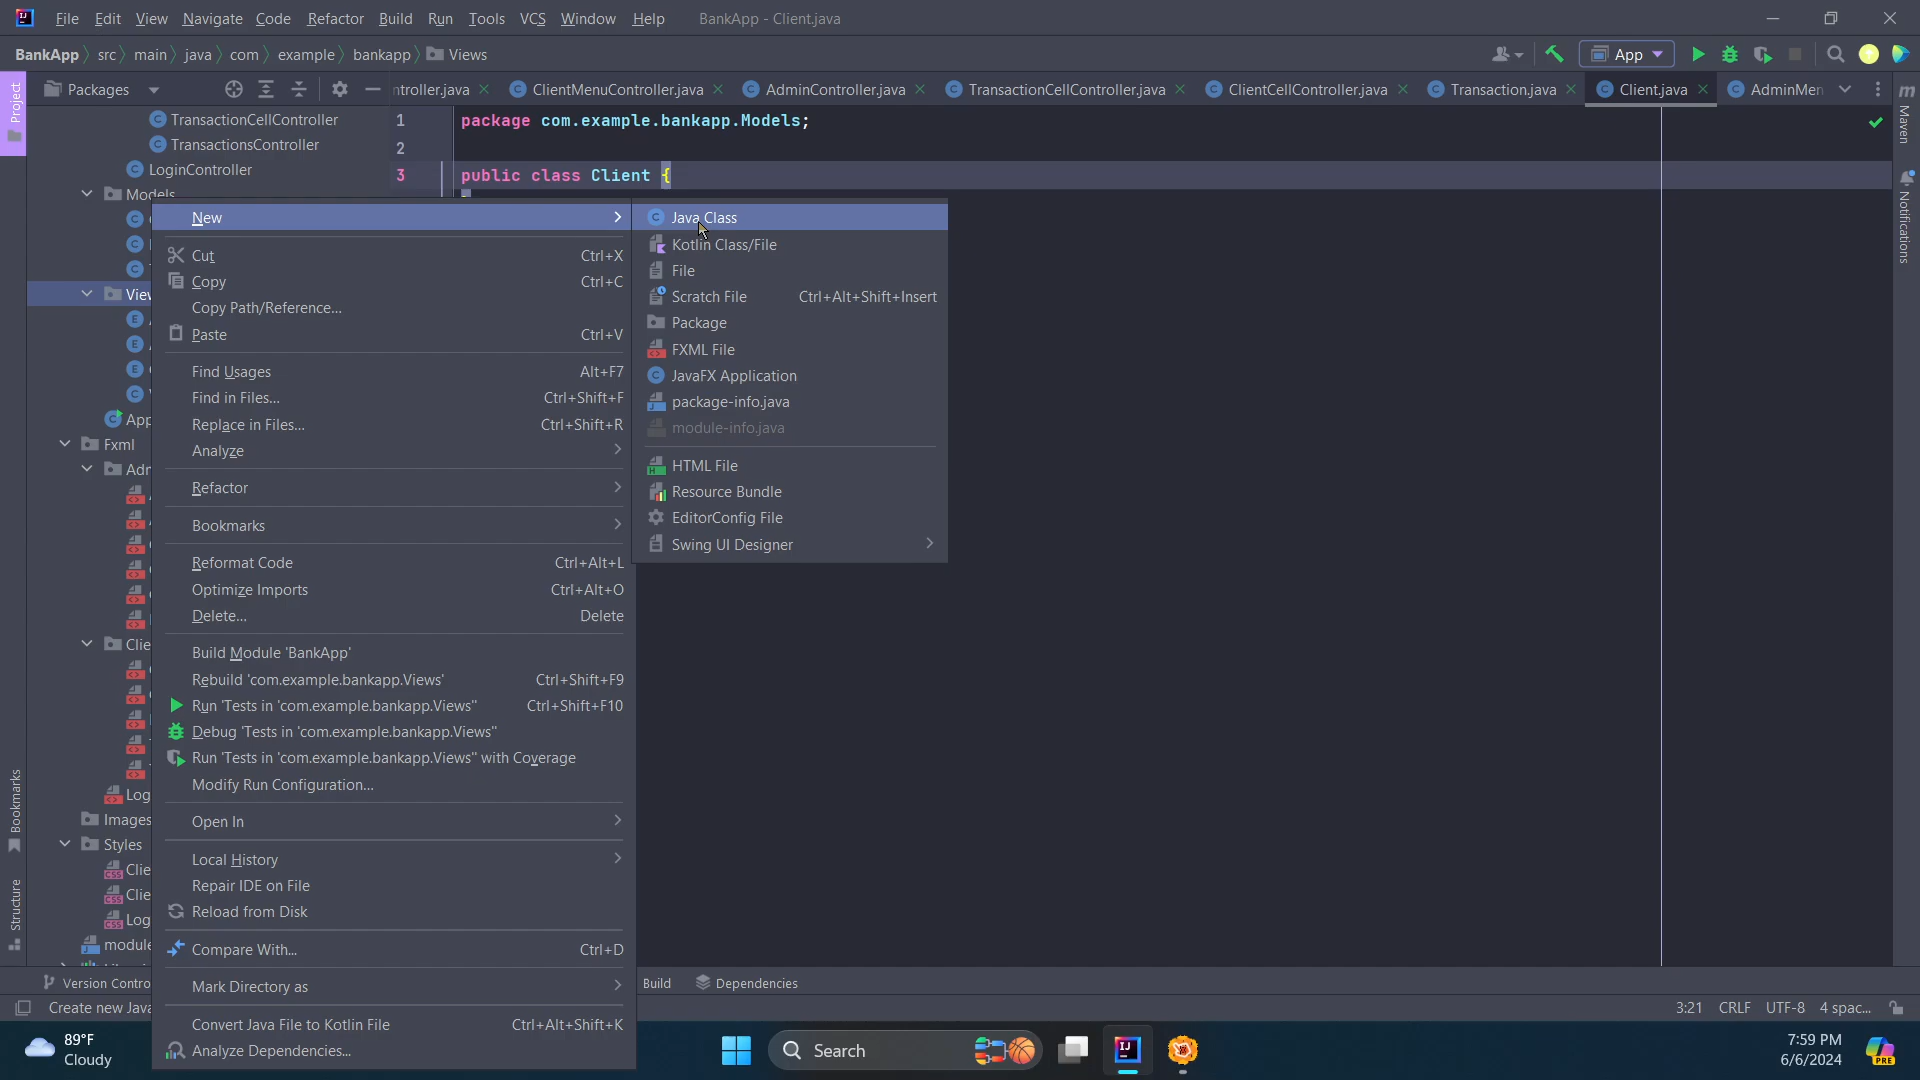 File Edit View Navigate Code Refactor Build Run Tools VCS Window Help BankApp - Client.java
BankApp src main java com example bankapp Views App
Packages
ntroller.java ClientMenuController.java AdminController.java TransactionCellController.java ClientCellController.java Transaction.java Client.java AdminMen
Project
Maven
Notifications
TransactionCellController
TransactionsController
LoginController
Models
1 package com.example.bankapp.Models;
2
3 public class Client {
New
Cut Ctrl+X
Copy Ctrl+C
Copy Path/Reference...
Paste Ctrl+V
Find Usages Alt+F7
Find in Files... Ctrl+Shift+F
Replace in Files... Ctrl+Shift+R
Analyze
Refactor
Bookmarks
Reformat Code Ctrl+Alt+L
Optimize Imports Ctrl+Alt+O
Delete... Delete
Build Module 'BankApp'
Rebuild 'com.example.bankapp.Views' Ctrl+Shift+F9
Run 'Tests in 'com.example.bankapp.Views'' Ctrl+Shift+F10
Debug 'Tests in 'com.example.bankapp.Views''
Run 'Tests in 'com.example.bankapp.Views'' with Coverage
Modify Run Configuration...
Open In
Local History
Repair IDE on File
Reload from Disk
Compare With... Ctrl+D
Mark Directory as
Convert Java File to Kotlin File Ctrl+Alt+Shift+K
Analyze Dependencies...
Java Class
Kotlin Class/File
File
Scratch File Ctrl+Alt+Shift+Insert
Package
FXML File
JavaFX Application
package-info.java
module-info.java
HTML File
Resource Bundle
EditorConfig File
Swing UI Designer
Viev
App
Fxml
Adr
Clie
Log
Images
Styles
Clie
Clie
Log
module
Bookmarks
Structure
Version Contro Build Dependencies
Create new Java 3:21 CRLF UTF-8 4 spac...
89°F
Cloudy
Search
7:59 PM
6/6/2024
PRE